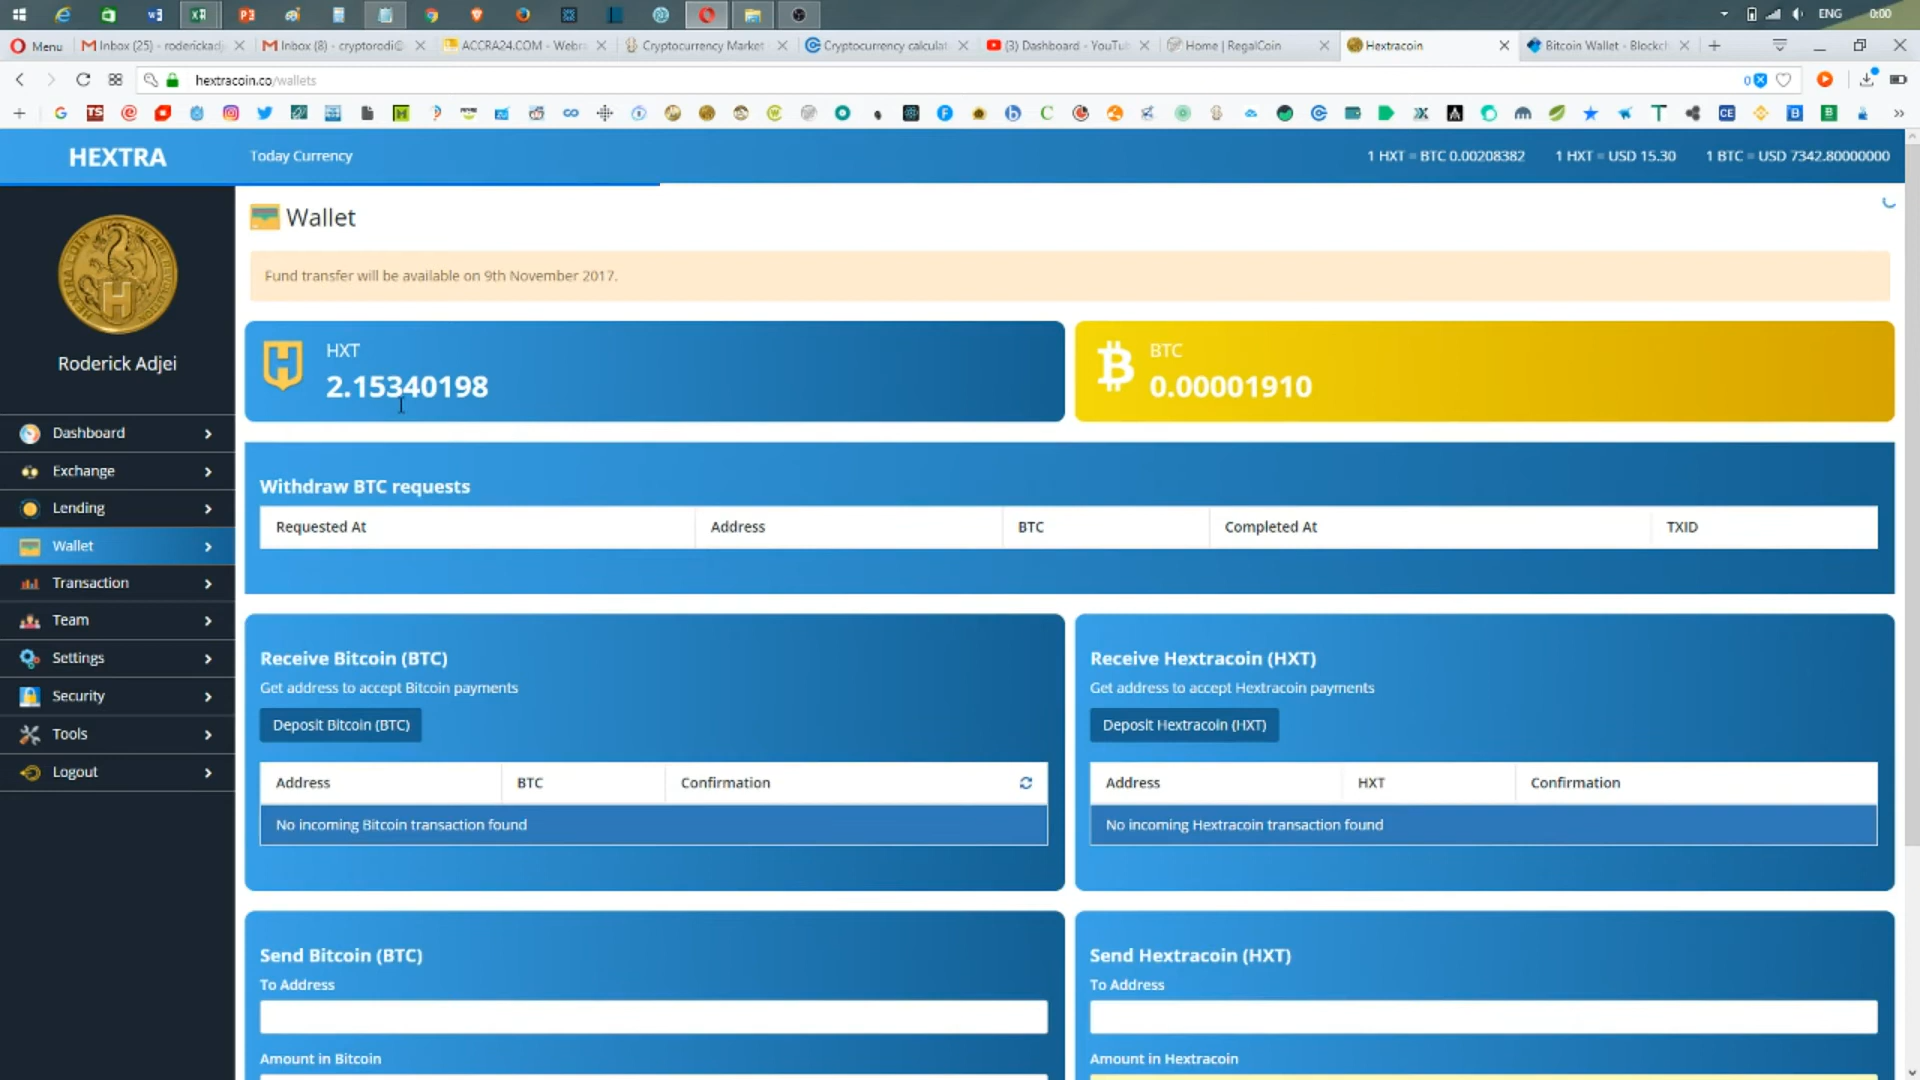 ENG 0:00
Menu Inbox (25) - roderickad Inbox (8) - cryptorodi@ ACCRA24.COM - Webm Cryptocurrency Market Cryptocurrency calculat (3) Dashboard - YouTu Home | RegalCoin Hextracoin Bitcoin Wallet - Blockch
hextracoin.co/wallets 0
HEXTRA Today Currency 1 HXT = BTC 0.00208382 1 HXT = USD 15.30 1 BTC = USD 7342.80000000
Wallet
Fund transfer will be available on 9th November 2017.
HXT
2.15340198
BTC
0.00001910
Roderick Adjei
Dashboard
Exchange
Lending
Wallet
Transaction
Team
Settings
Security
Tools
Logout
Withdraw BTC requests
Requested At Address BTC Completed At TXID
Receive Bitcoin (BTC)
Get address to accept Bitcoin payments
Deposit Bitcoin (BTC)
Address BTC Confirmation
No incoming Bitcoin transaction found
Receive Hextracoin (HXT)
Get address to accept Hextracoin payments
Deposit Hextracoin (HXT)
Address HXT Confirmation
No incoming Hextracoin transaction found
Send Bitcoin (BTC)
To Address
Amount in Bitcoin
Send Hextracoin (HXT)
To Address
Amount in Hextracoin